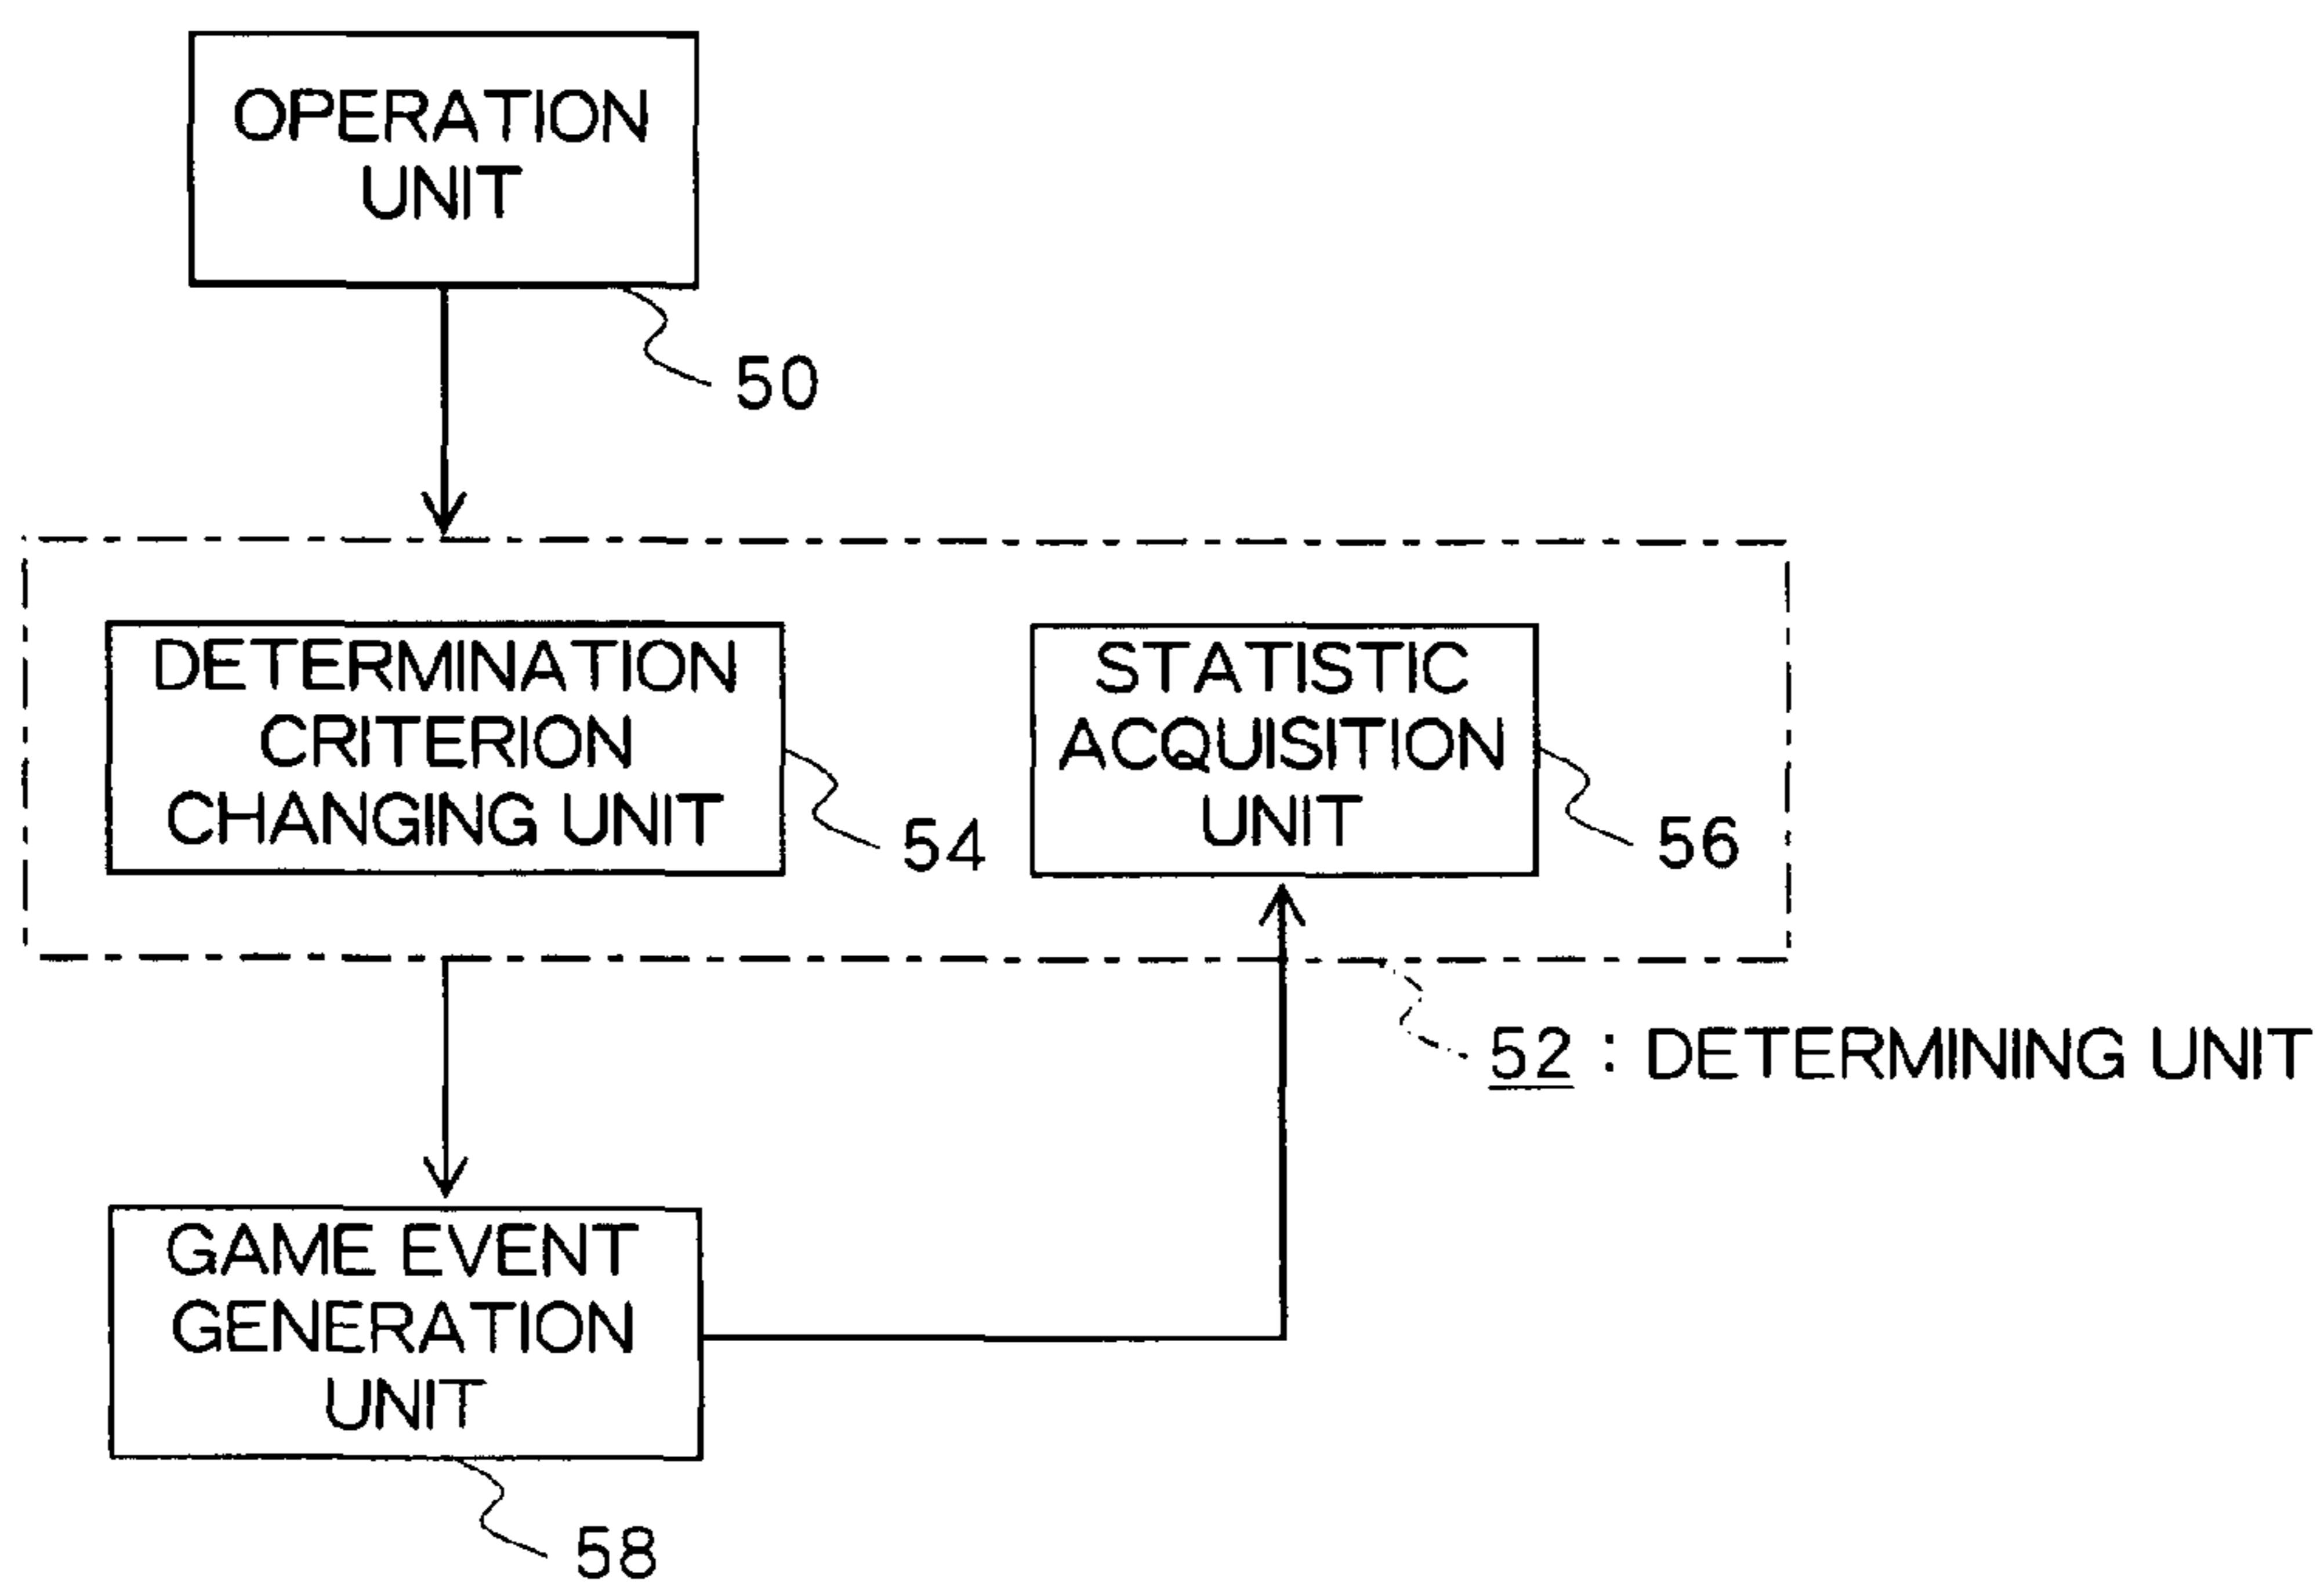 OPERATION
UNIT
50
DETERMINATION
CRITERION
CHANGING UNIT
54
STATISTIC
ACQUISITION
UNIT
56
52 : DETERMINING UNIT
GAME EVENT
GENERATION
UNIT
58